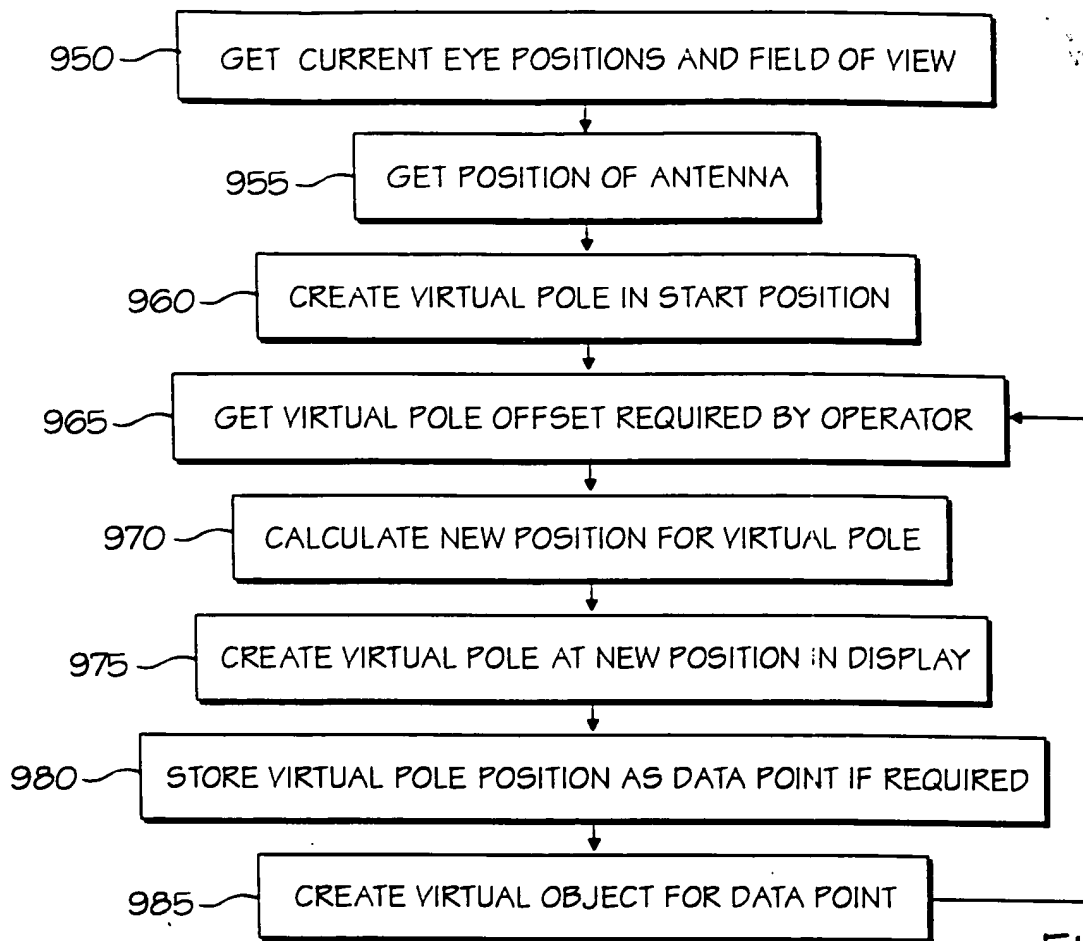 950 GET CURRENT EYE POSITIONS AND FIELD OF VIEW
955 GET POSITION OF ANTENNA
960 CREATE VIRTUAL POLE IN START POSITION
965 GET VIRTUAL POLE OFFSET REQUIRED BY OPERATOR
970 CALCULATE NEW POSITION FOR VIRTUAL POLE
975 CREATE VIRTUAL POLE AT NEW POSITION IN DISPLAY
980 STORE VIRTUAL POLE POSITION AS DATA POINT IF REQUIRED
985 CREATE VIRTUAL OBJECT FOR DATA POINT